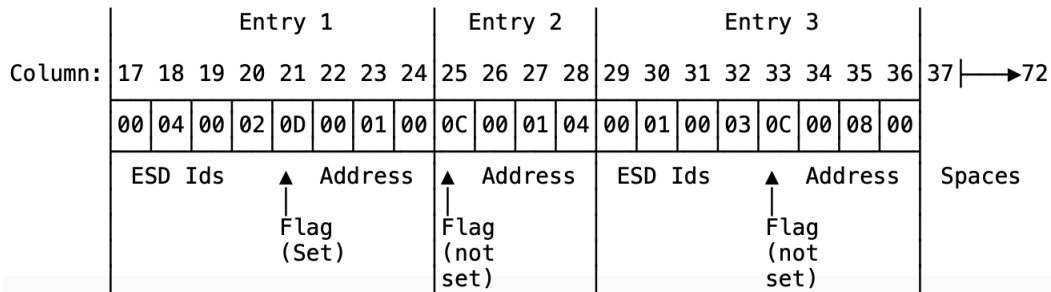 Entry 1 Entry 2 Entry 3
Column: 17 18 19 20 21 22 23 24 25 26 27 28 29 30 31 32 33 34 35 36 37 72
00 04 00 02 0D 00 01 00 0C 00 01 04 00 01 00 03 0C 00 08 00
ESD Ids Address Address ESD Ids Address Spaces
Flag Flag Flag
(Set) (not (not
set) set)